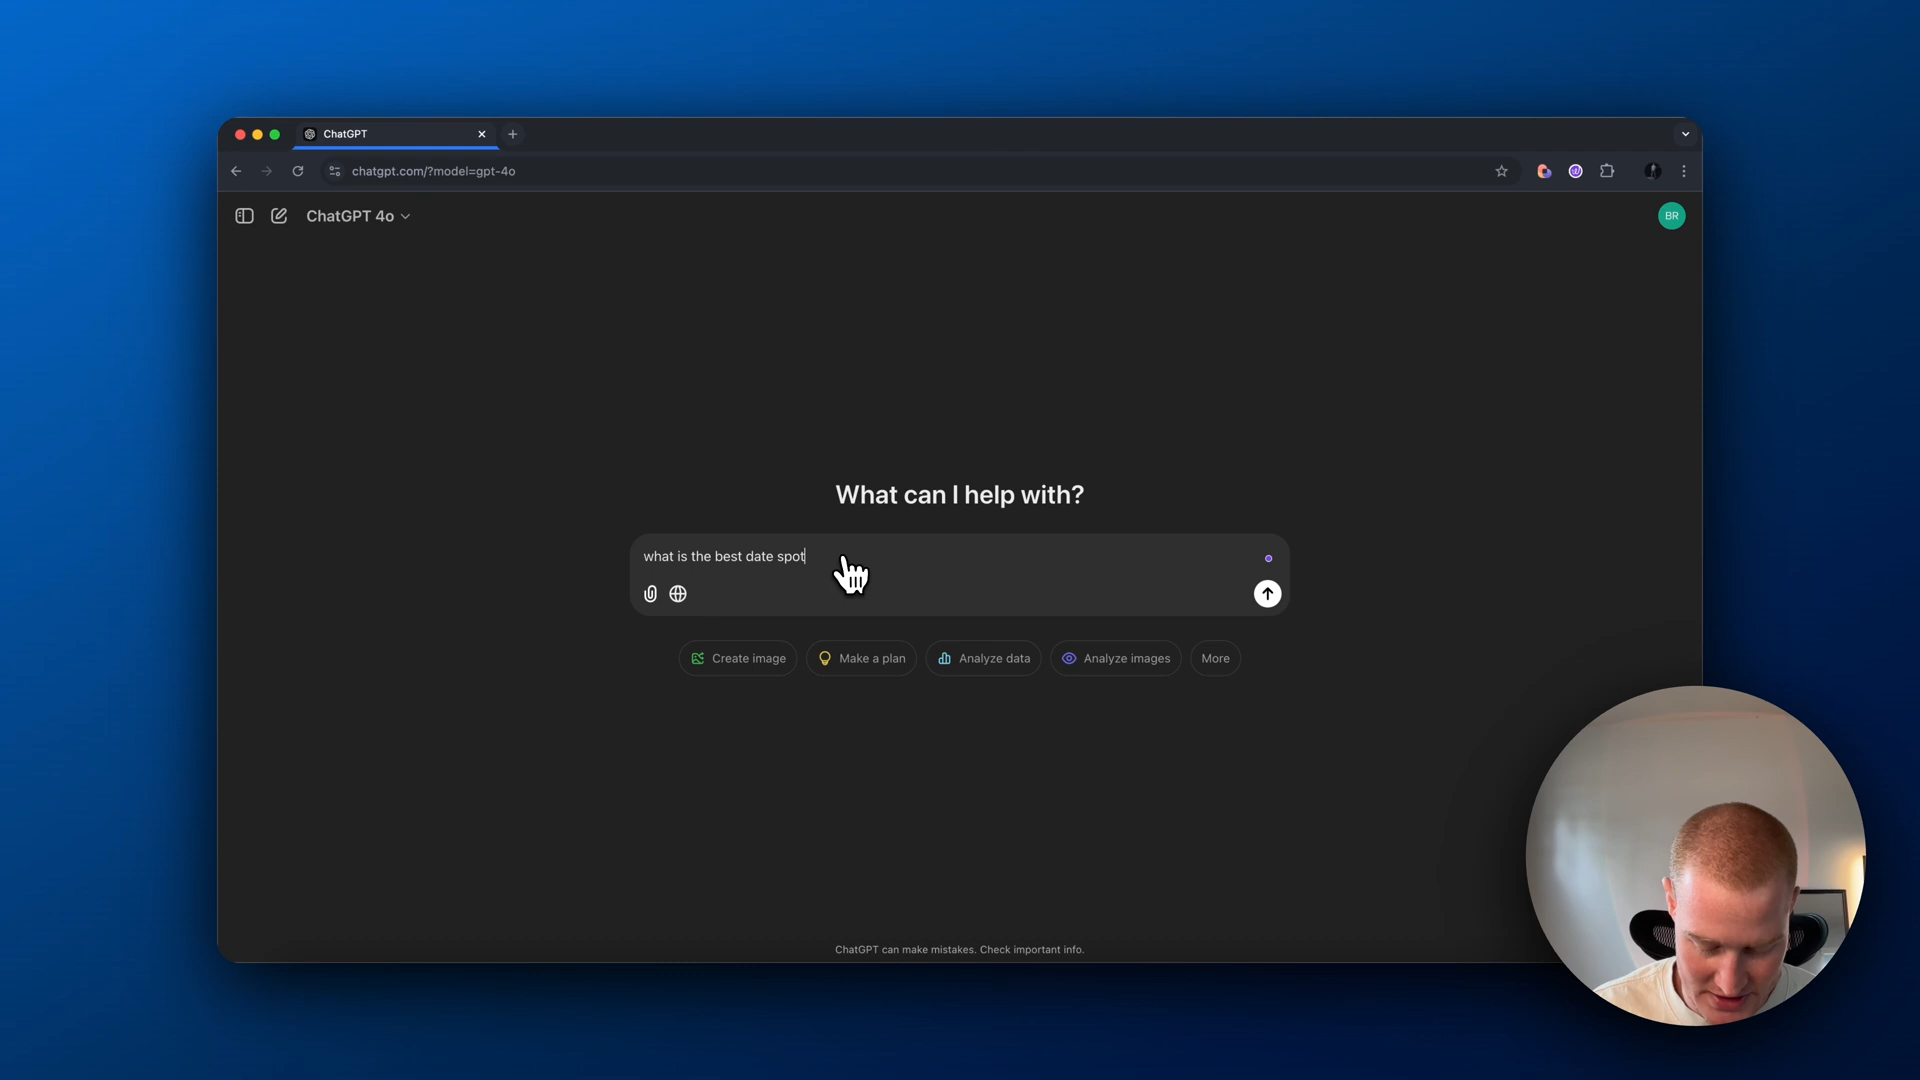 ChatGPT
chatgpt.com/?model=gpt-4o
ChatGPT 4o
BR
What can I help with?
what is the best date spot
Create image
Make a plan
Analyze data
Analyze images
More
ChatGPT can make mistakes. Check important info.